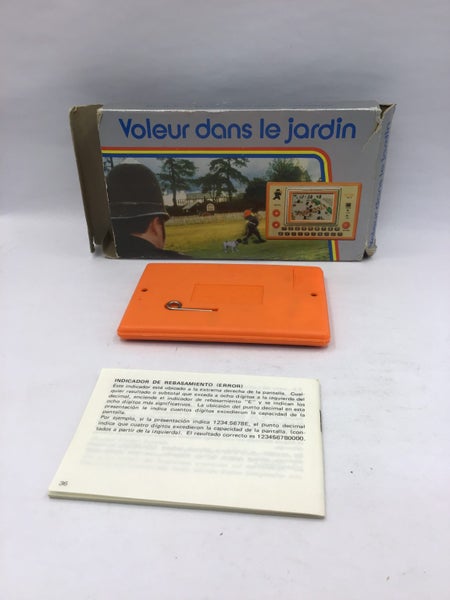 Voleur dans le jardin
Voleur dans le jardin
INDICADOR DE REBASAMIENTO (ERROR)
Este indicador está ubicado a la extrema derecha de la pantalla. Cual-
quier resultado o subtotal que exceda a ocho dígitos a la izquierda del
decimal, enciende el indicador de rebasamiento "E" y se indican los
ocho dígitos más significativos. La ubicación del punto decimal en esta
presentación le indica cuantos dígitos excedieron la capacidad de la
pantalla.
Por ejemplo, si la presentación indica 1234.5678E, el punto decimal
indica que cuatro dígitos excedieron la capacidad de la pantalla, (con-
tados a partir de la izquierda). El resultado correcto es 123456780000.
36